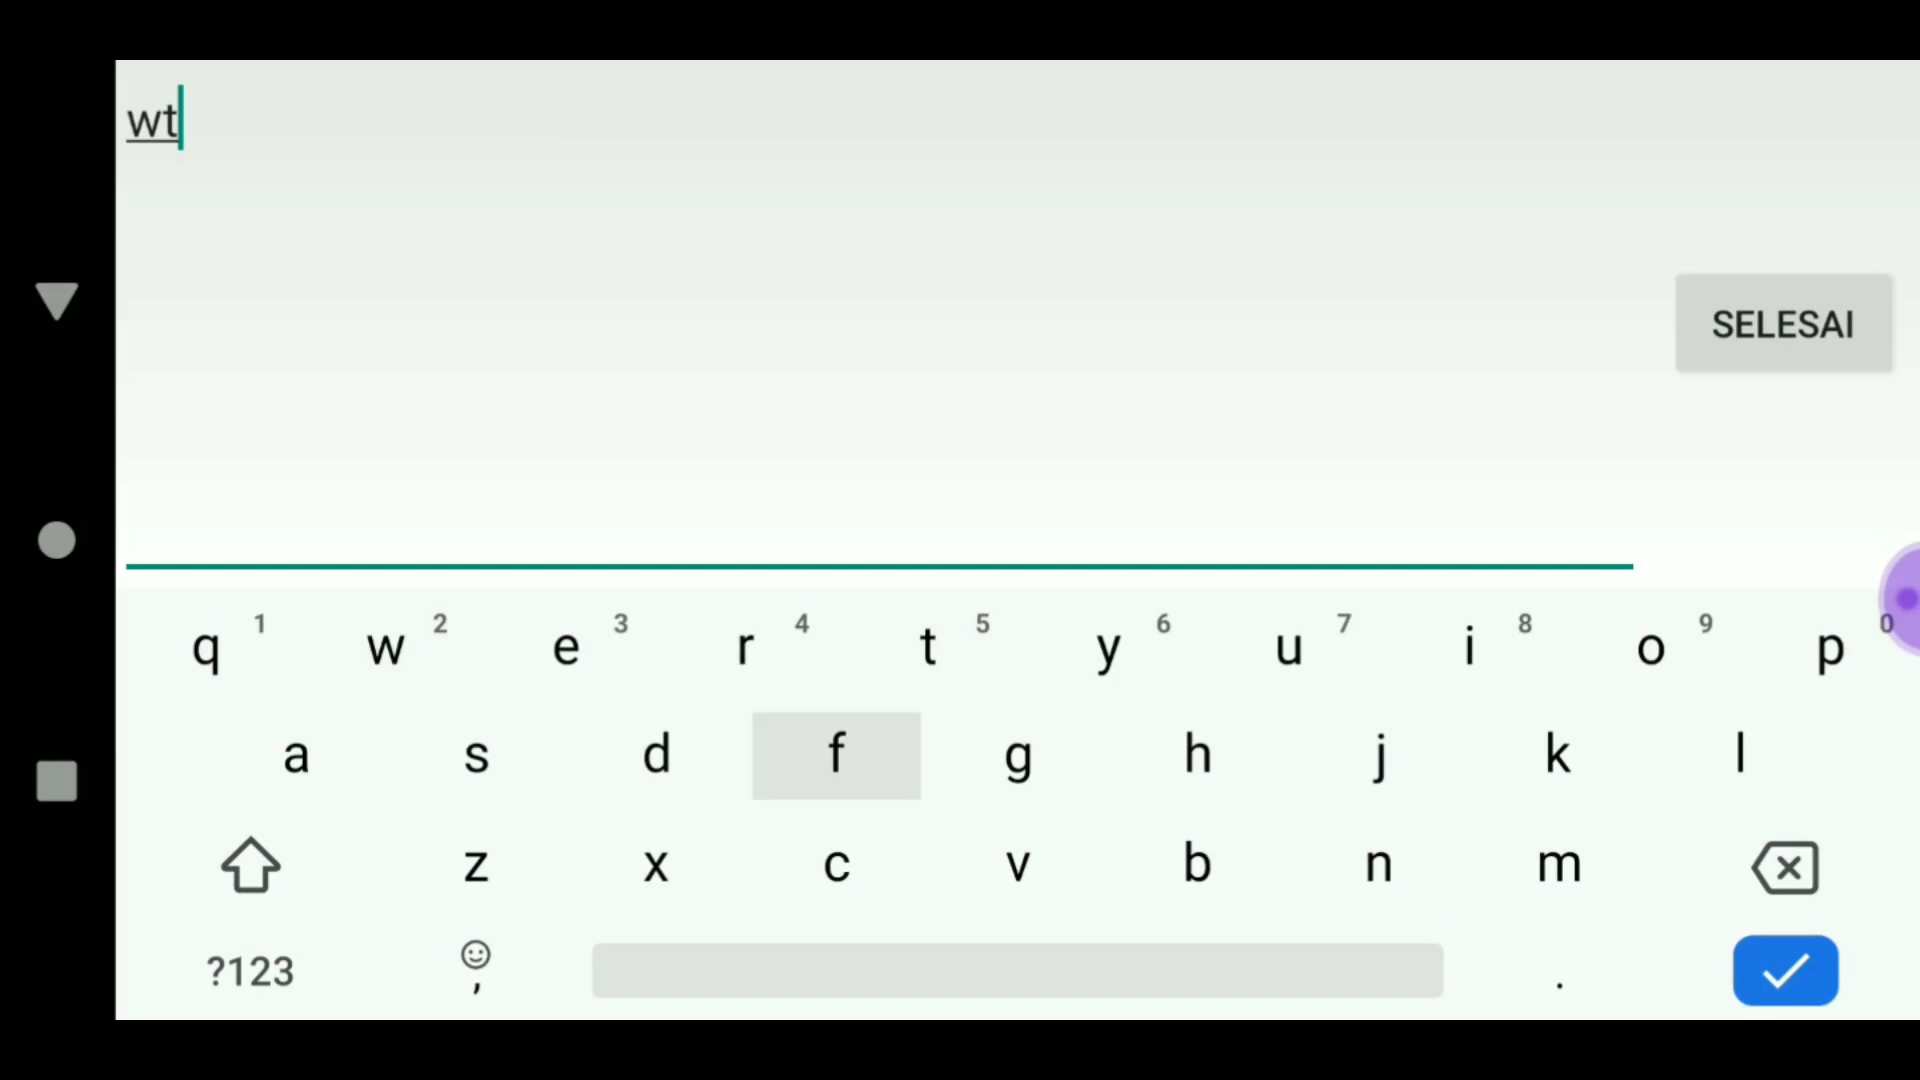 wt
SELESAI
q 1 w 2 e 3 r 4 t 5 y 6 u 7 i 8 o 9 p 0
a s d f g h j k l
z x c v b n m
?123 , .